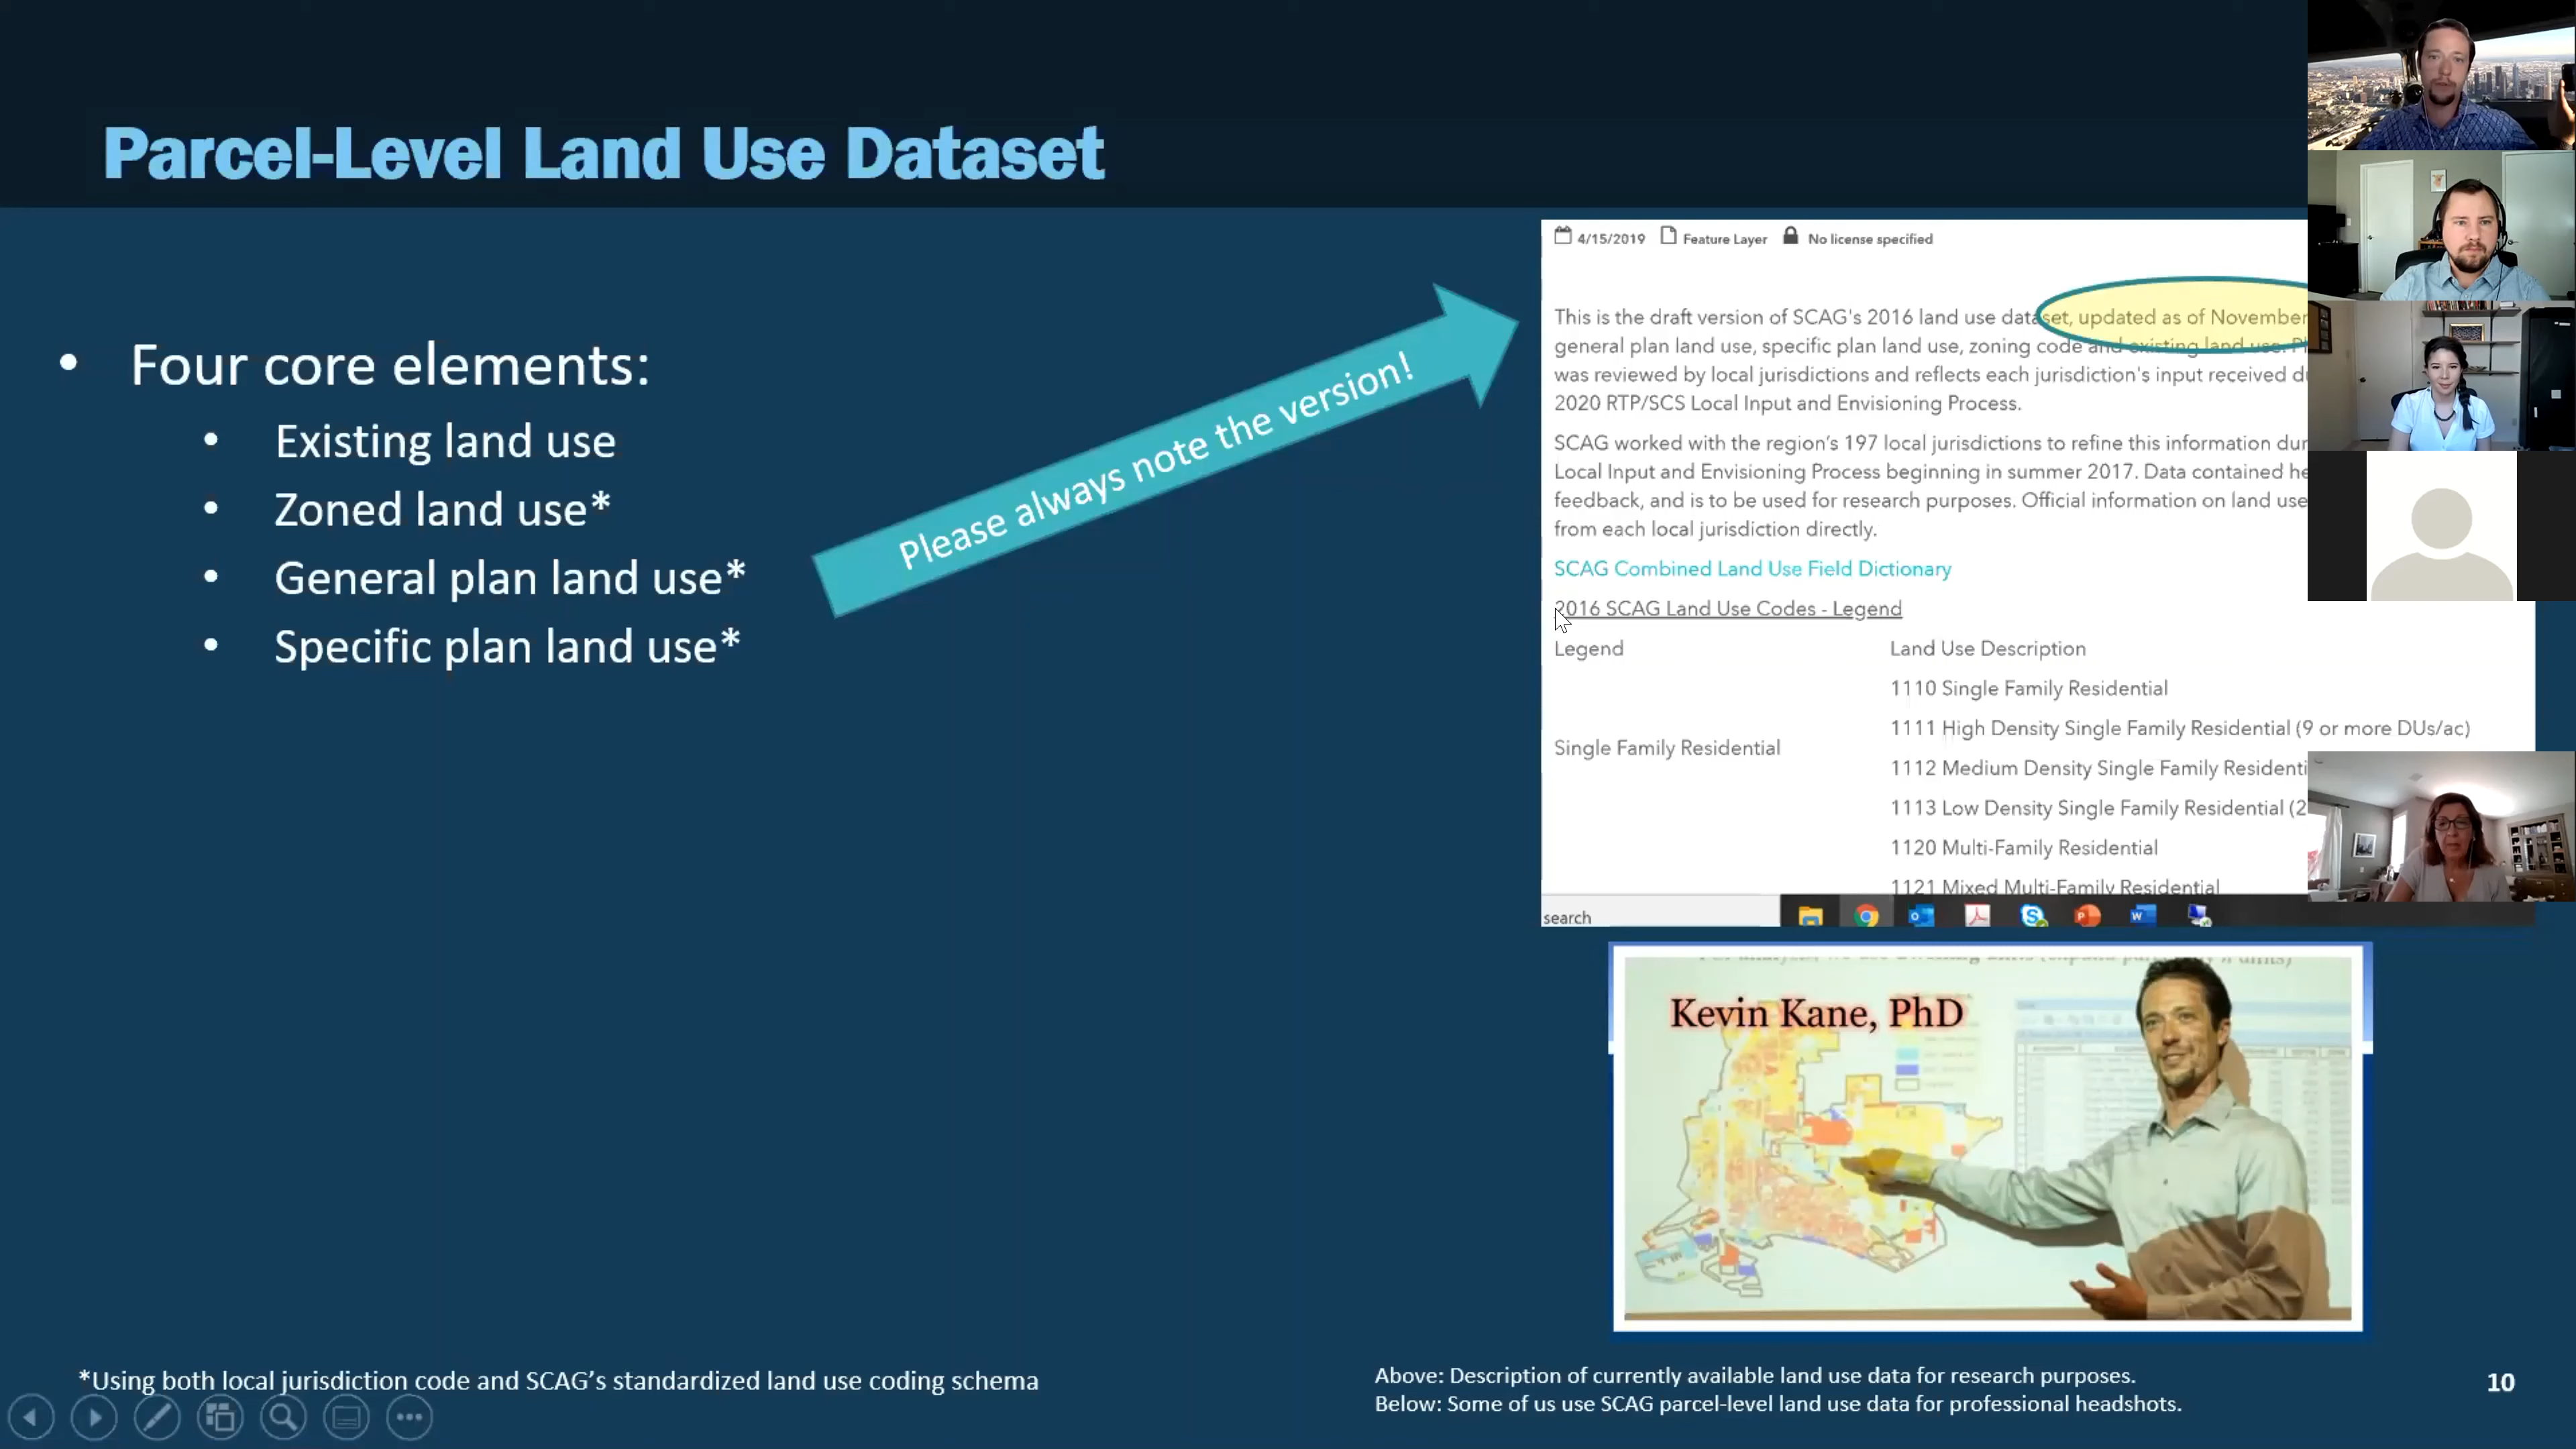 Parcel-Level Land Use Dataset
• Four core elements:
• Existing land use
• Zoned land use*
• General plan land use*
• Specific plan land use*
Please always note the version!
4/15/2019 Feature Layer No license specified
This is the draft version of SCAG's 2016 land use dataset, updated as of November
general plan land use, specific plan land use, zoning code and existing land use.
was reviewed by local jurisdictions and reflects each jurisdiction's input received
2020 RTP/SCS Local Input and Envisioning Process.
SCAG worked with the region's 197 local jurisdictions to refine this information
Local Input and Envisioning Process beginning in summer 2017. Data contained
feedback, and is to be used for research purposes. Official information on land use
from each local jurisdiction directly.
SCAG Combined Land Use Field Dictionary
2016 SCAG Land Use Codes - Legend
Legend Land Use Description
1110 Single Family Residential
1111 High Density Single Family Residential (9 or more DUs/ac)
Single Family Residential
1112 Medium Density Single Family Residenti
1113 Low Density Single Family Residential (2
1120 Multi-Family Residential
1121 Mixed Multi-Family Residential
search
Kevin Kane, PhD
*Using both local jurisdiction code and SCAG's standardized land use coding schema
Above: Description of currently available land use data for research purposes.
Below: Some of us use SCAG parcel-level land use data for professional headshots.
10